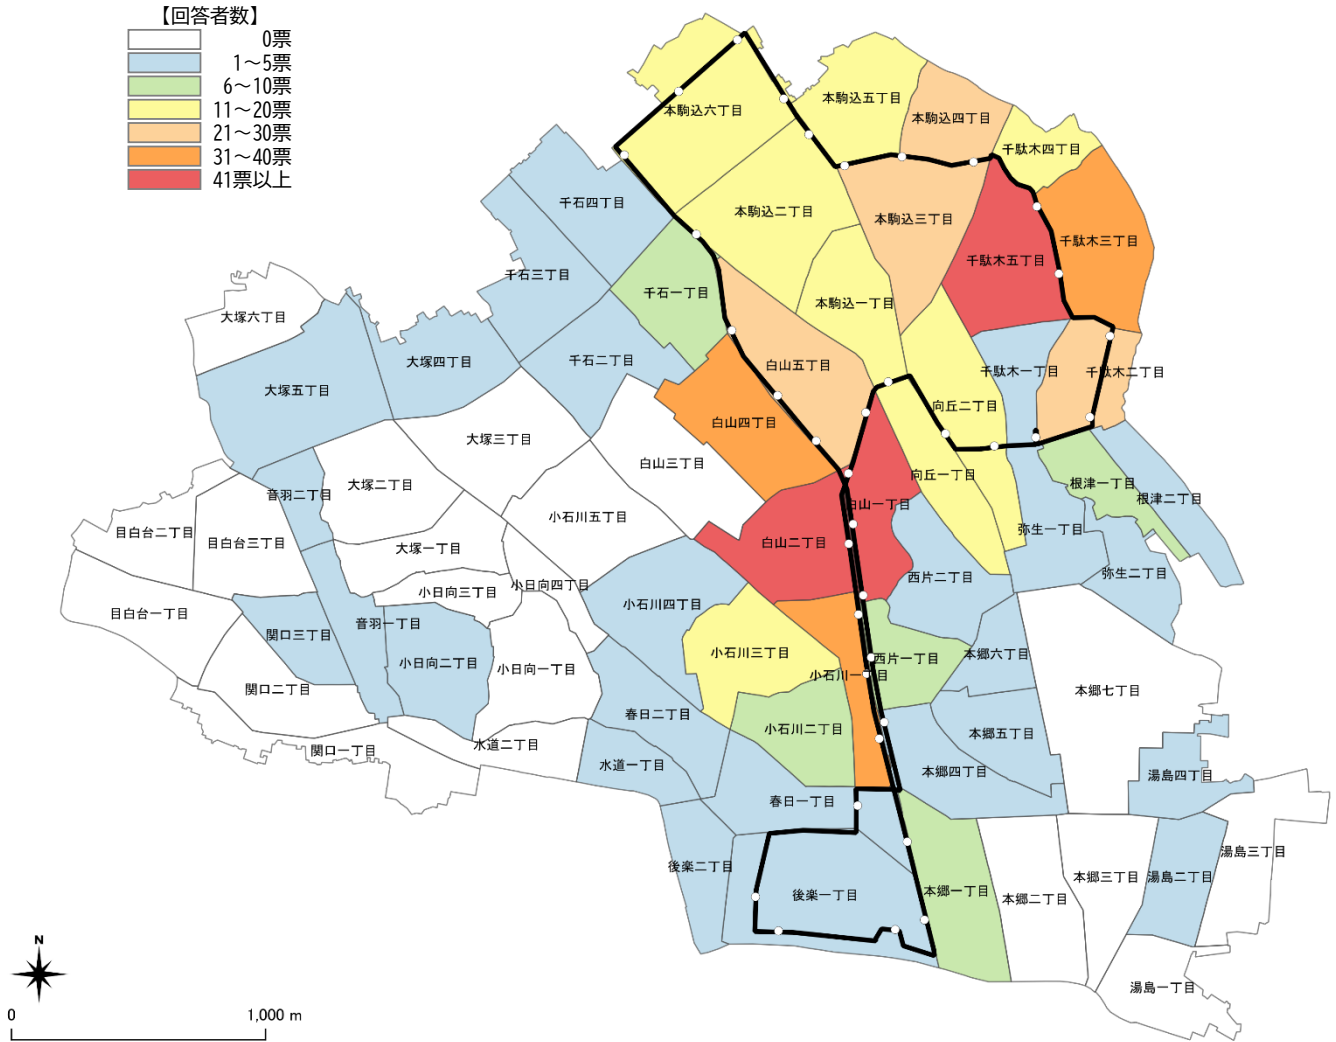 【回答者数】
0票
1～5票
6～10票
11～20票
21～30票
31～40票
41票以上
本駒込六丁目
本駒込五丁目
本駒込四丁目
千駄木四丁目
千石四丁目
本駒込二丁目
本駒込三丁目
千駄木三丁目
千駄木五丁目
千石三丁目
千石一丁目
本駒込一丁目
大塚六丁目
大塚四丁目
千石二丁目
白山五丁目
千駄木一丁目
千駄木二丁目
大塚五丁目
向丘二丁目
白山四丁目
大塚三丁目
白山三丁目
向丘一丁目
根津一丁目
根津二丁目
大塚二丁目
音羽二丁目
白山一丁目
小石川五丁目
弥生一丁目
目白台二丁目
目白台三丁目
白山二丁目
大塚一丁目
弥生二丁目
西片二丁目
小日向四丁目
小日向三丁目
小石川四丁目
目白台一丁目
音羽一丁目
関口三丁目
小石川三丁目
西片一丁目
本郷六丁目
小日向二丁目
小日向一丁目
小石川一丁目
関口二丁目
本郷七丁目
春日二丁目
小石川二丁目
本郷五丁目
水道二丁目
関口一丁目
水道一丁目
本郷四丁目
湯島四丁目
春日一丁目
湯島三丁目
後楽二丁目
本郷三丁目
湯島二丁目
後楽一丁目
本郷一丁目
本郷二丁目
湯島一丁目
N
0
1,000 m